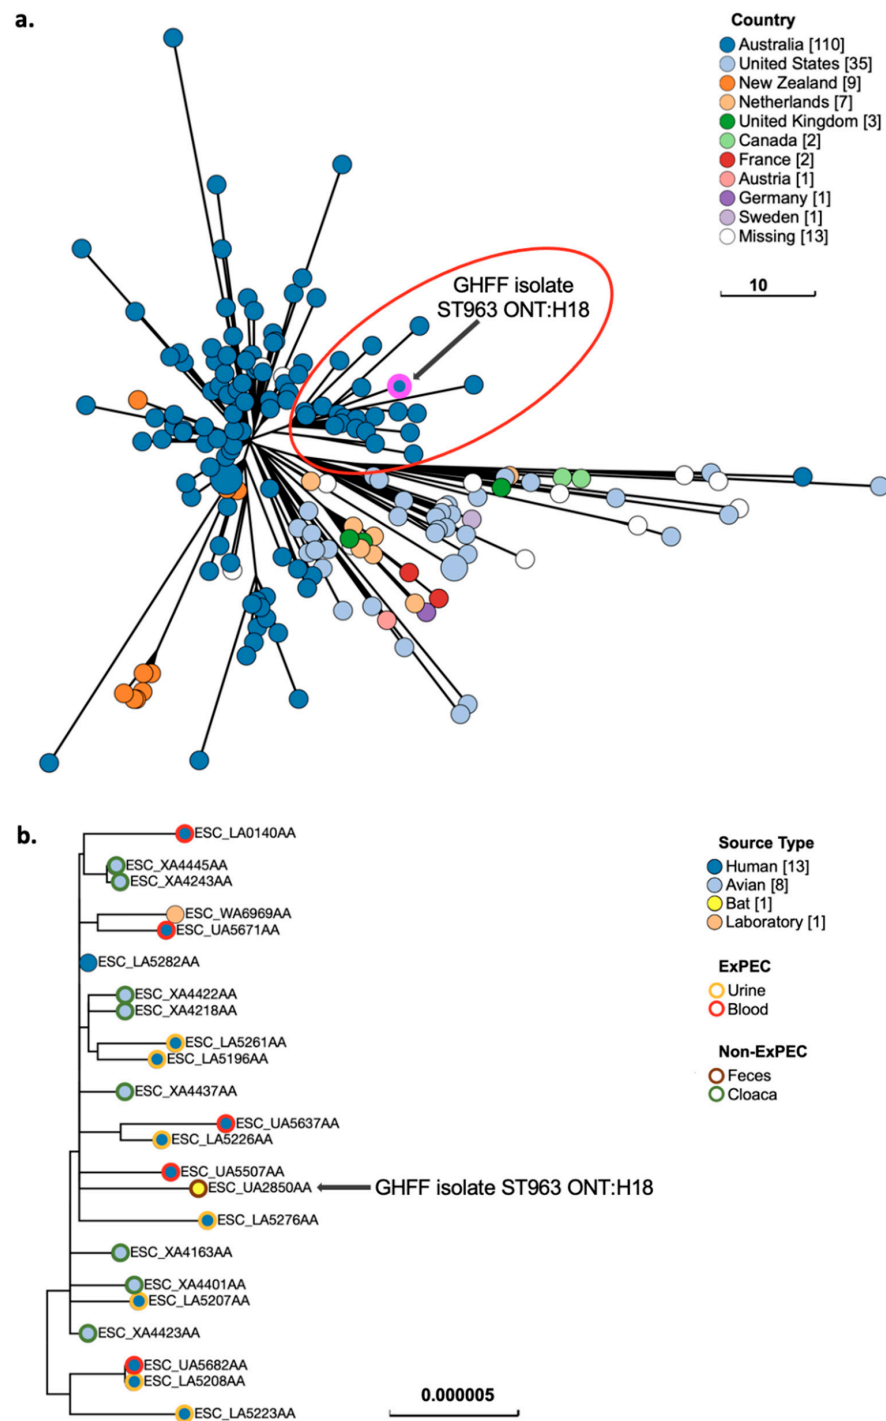 a.
Country
Australia [110]
United States [35]
New Zealand [9]
Netherlands [7]
United Kingdom [3]
Canada [2]
France [2]
Austria [1]
Germany [1]
Sweden [1]
Missing [13]
10
GHFF isolate
ST963 ONT:H18
b.
ESC_LA0140AA
ESC_XA4445AA
ESC_XA4243AA
ESC_WA6969AA
ESC_UA5671AA
ESC_LA5282AA
ESC_XA4422AA
ESC_XA4218AA
ESC_LA5261AA
ESC_LA5196AA
ESC_XA4437AA
ESC_UA5637AA
ESC_LA5226AA
ESC_UA5507AA
ESC_UA2850AA
GHFF isolate ST963 ONT:H18
ESC_LA5276AA
ESC_XA4163AA
ESC_XA4401AA
ESC_LA5207AA
ESC_XA4423AA
ESC_UA5682AA
ESC_LA5208AA
ESC_LA5223AA
Source Type
Human [13]
Avian [8]
Bat [1]
Laboratory [1]
ExPEC
Urine
Blood
Non-ExPEC
Feces
Cloaca
0.000005